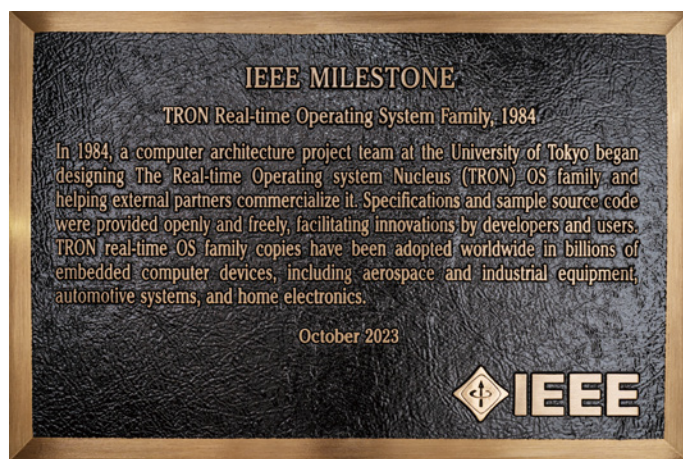 IEEE MILESTONE
TRON Real-time Operating System Family, 1984
In 1984, a computer architecture project team at the University of Tokyo began
designing The Real-time Operating system Nucleus (TRON) OS family and
helping external partners commercialize it. Specifications and sample source code
were provided openly and freely, facilitating innovations by developers and users.
TRON real-time OS family copies have been adopted worldwide in billions of
embedded computer devices, including aerospace and industrial equipment,
automotive systems, and home electronics.
October 2023
IEEE